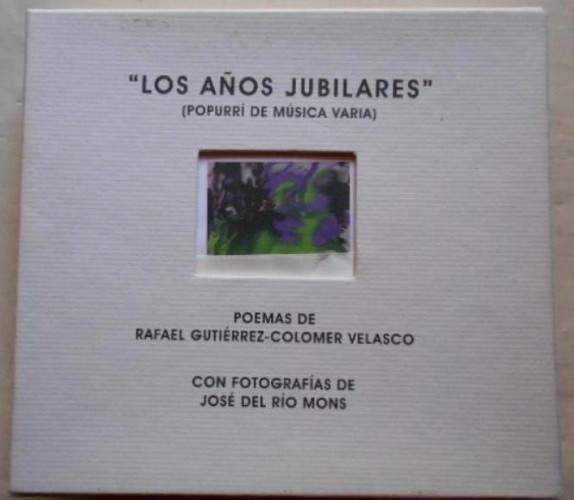 "LOS AÑOS JUBILARES"
(POPURRÍ DE MÚSICA VARIA)
POEMAS DE
RAFAEL GUTIÉRREZ-COLOMER VELASCO
CON FOTOGRAFÍAS DE
JOSÉ DEL RÍO MONS